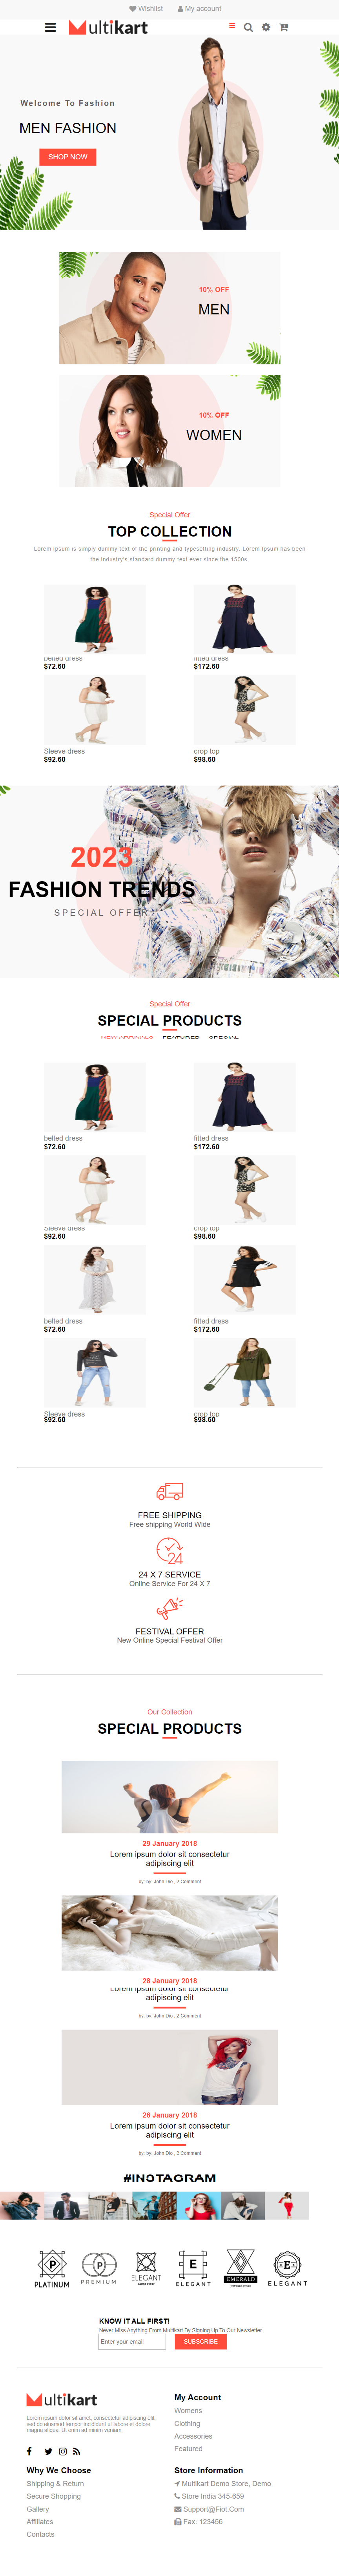 Wishlist My account
Multikart
Welcome To Fashion
MEN FASHION
SHOP NOW
10% OFF
MEN
10% OFF
WOMEN
Special Offer
TOP COLLECTION
Lorem Ipsum is simply dummy text of the printing and typesetting industry. Lorem Ipsum has been
the industry's standard dummy text ever since the 1500s.
belted dress fitted dress
$72.60 $172.60
Sleeve dress crop top
$92.60 $98.60
2023
FASHION TRENDS
SPECIAL OFFER
Special Offer
SPECIAL PRODUCTS
NEW ARRIVALS FEATURED SPECIAL
belted dress fitted dress
$72.60 $172.60
Sleeve dress crop top
$92.60 $98.60
belted dress fitted dress
$72.60 $172.60
Sleeve dress crop top
$92.60 $98.60
FREE SHIPPING
Free shipping World Wide
24
24 X 7 SERVICE
Online Service For 24 X 7
FESTIVAL OFFER
New Online Special Festival Offer
Our Collection
SPECIAL PRODUCTS
29 January 2018
Lorem ipsum dolor sit consectetur
adipiscing elit
by: by: John Dio , 2 Comment
28 January 2018
Lorem ipsum dolor sit consectetur
adipiscing elit
by: by: John Dio , 2 Comment
26 January 2018
Lorem ipsum dolor sit consectetur
adipiscing elit
by: by: John Dio , 2 Comment
#INSTAGRAM
P P E E
PLATINUM PREMIUM ELEGANT ELEGANT EMERALD ELEGANT
KNOW IT ALL FIRST!
Never Miss Anything From Multikart By Signing Up To Our Newsletter.
Enter your email SUBSCRIBE
Multikart
Lorem ipsum dolor sit amet, consectetur adipiscing elit,
sed do eiusmod tempor incididunt ut labore et dolore
magna aliqua. Ut enim ad minim veniam,
My Account
Womens
Clothing
Accessories
Featured
Why We Choose
Shipping & Return
Secure Shopping
Gallery
Affiliates
Contacts
Store Information
Multikart Demo Store, Demo
Store India 345-659
Support@Fiot.Com
Fax: 123456